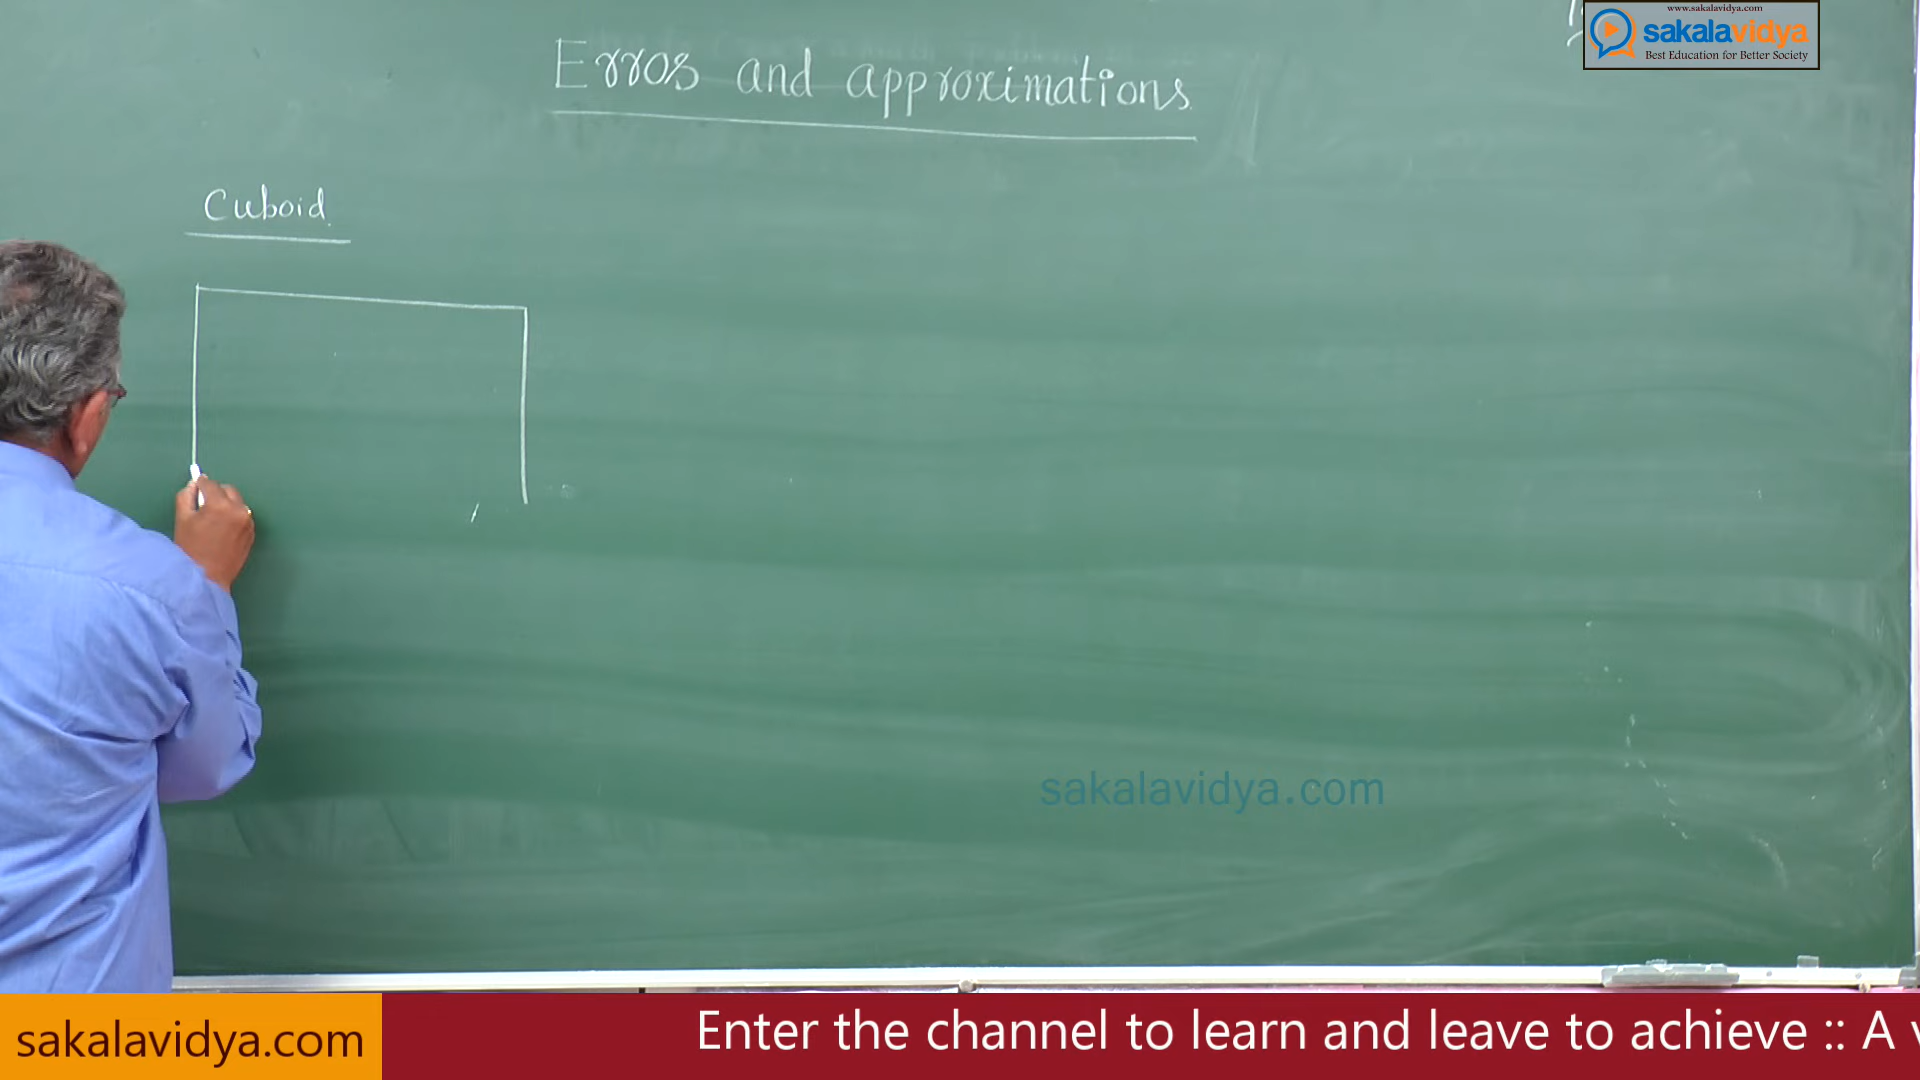 www.sakalavidya.com
sakalavidya
Best Education for Better Society
Erros and approximations
Cuboid
sakalavidya.com
sakalavidya.com
Enter the channel to learn and leave to achieve :: A